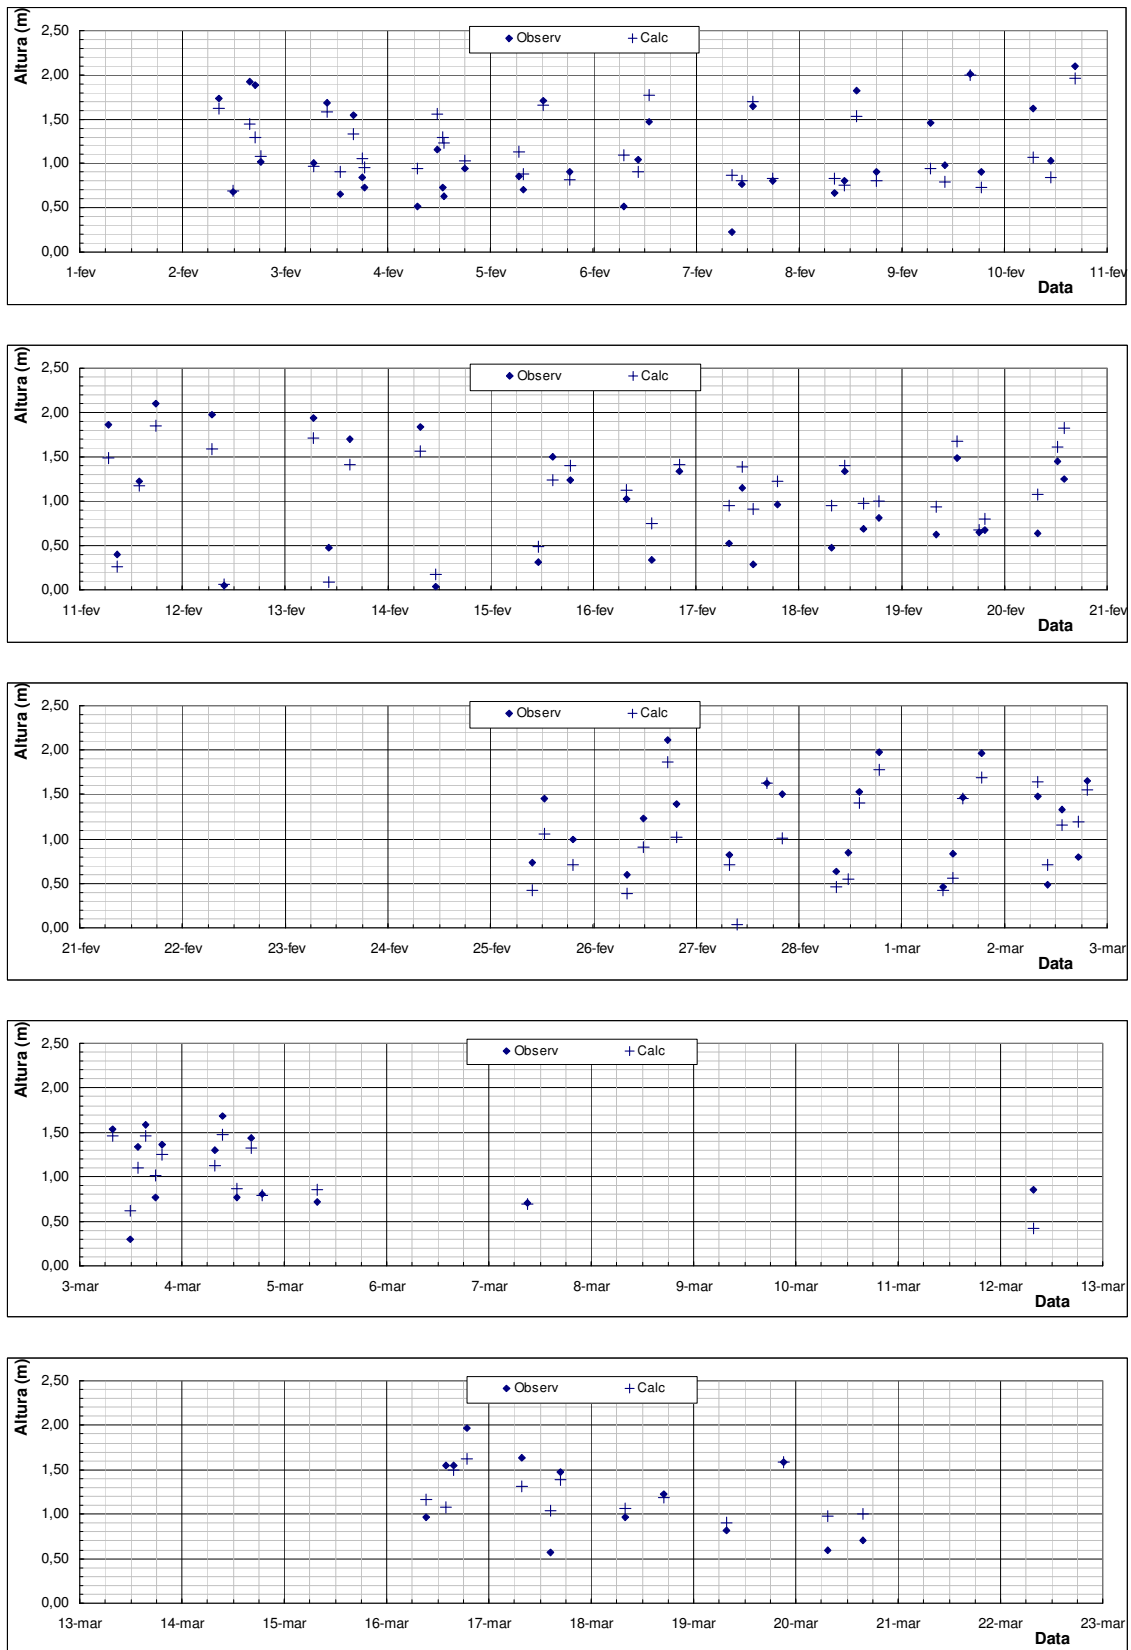 Altura (m)
Observ Calc
2,50
2,00
1,50
1,00
0,50
0,00
1-fev 2-fev 3-fev 4-fev 5-fev 6-fev 7-fev 8-fev 9-fev 10-fev 11-fev
Data
Altura (m)
Observ Calc
2,50
2,00
1,50
1,00
0,50
0,00
11-fev 12-fev 13-fev 14-fev 15-fev 16-fev 17-fev 18-fev 19-fev 20-fev 21-fev
Data
Altura (m)
Observ Calc
2,50
2,00
1,50
1,00
0,50
0,00
21-fev 22-fev 23-fev 24-fev 25-fev 26-fev 27-fev 28-fev 1-mar 2-mar 3-mar
Data
Altura (m)
Observ Calc
2,50
2,00
1,50
1,00
0,50
0,00
3-mar 4-mar 5-mar 6-mar 7-mar 8-mar 9-mar 10-mar 11-mar 12-mar 13-mar
Data
Altura (m)
Observ Calc
2,50
2,00
1,50
1,00
0,50
0,00
13-mar 14-mar 15-mar 16-mar 17-mar 18-mar 19-mar 20-mar 21-mar 22-mar 23-mar
Data